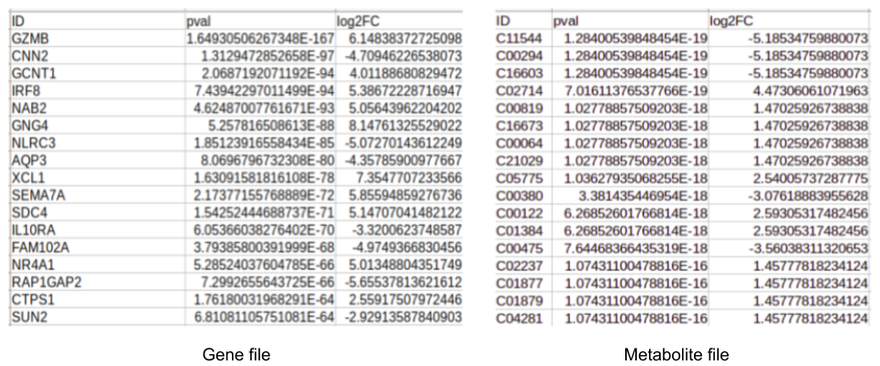 ID pval log2FC
GZMB 1.64930506267348E-167 6.14838372725098
CNN2 1.3129472852658E-97 -4.70946226538073
GCNT1 2.0687192071192E-94 4.01188680829472
IRF8 7.43942297011499E-94 5.38672228716947
NAB2 4.62487007761671E-93 5.05643962204202
GNG4 5.257816508613E-88 8.14761325529022
NLRC3 1.85123916558434E-85 -5.07270143612249
AQP3 8.0696796732308E-80 -4.35785900977667
XCL1 1.63091581816108E-78 7.3547707233566
SEMA7A 2.17377155768889E-72 5.85594859276736
SDC4 1.54252444688737E-71 5.14707041482122
IL10RA 6.05366038276402E-70 -3.3200623748587
FAM102A 3.79385800391999E-68 -4.9749366830456
NR4A1 5.28524037604785E-66 5.01348804351749
RAP1GAP2 7.29926556437​25E-66 -5.65537813621612
CTPS1 1.76180031968291E-64 2.55917507972446
SUN2 6.81081105751081E-64 -2.92913587840903
Gene file
ID pval log2FC
C11544 1.28400539848454E-19 -5.18534759880073
C00294 1.28400539848454E-19 -5.18534759880073
C16603 1.28400539848454E-19 -5.18534759880073
C02714 7.01611376537766E-19 4.47306061071963
C00819 1.02778857509203E-18 1.47025926738838
C16673 1.02778857509203E-18 1.47025926738838
C00064 1.02778857509203E-18 1.47025926738838
C21029 1.02778857509203E-18 1.47025926738838
C05775 1.03627935068255E-18 2.54005737287775
C00380 3.3814354​46954E-18 -3.07618883955628
C00122 6.26852601766814E-18 2.59305317482456
C01384 6.26852601766814E-18 2.59305317482456
C00475 7.64468366435319E-18 -3.56038311320653
C02237 1.07431100478816E-16 1.45777818234124
C01877 1.07431100478816E-16 1.45777818234124
C01879 1.07431100478816E-16 1.45777818234124
C04281 1.07431100478816E-16 1.45777818234124
Metabolite file